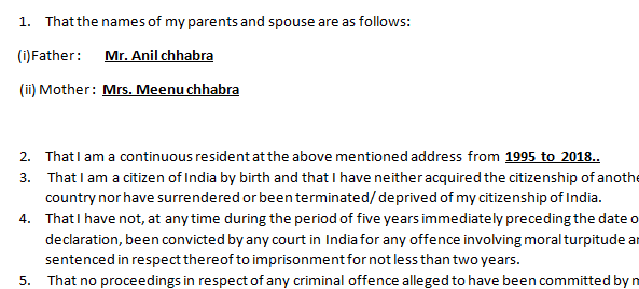 1. That the names of my parents and spouse are as follows:
(i)Father : Mr. Anil chhabra
(ii) Mother : Mrs. Meenu chhabra
2. That I am a continuous resident at the above mentioned address from 1995 to 2018..
3. That I am a citizen of India by birth and that I have neither acquired the citizenship of
country nor have surrendered or been terminated/ deprived of my citizenship of India.
4. That I have not, at any time during the period of five years immediately preceding the date
declaration, been convicted by any court in India for any offence involving moral turpitude
sentenced in respect thereof to imprisonment for not less than two years.
5. That no proceedings in respect of any criminal offence alleged to have been committed by